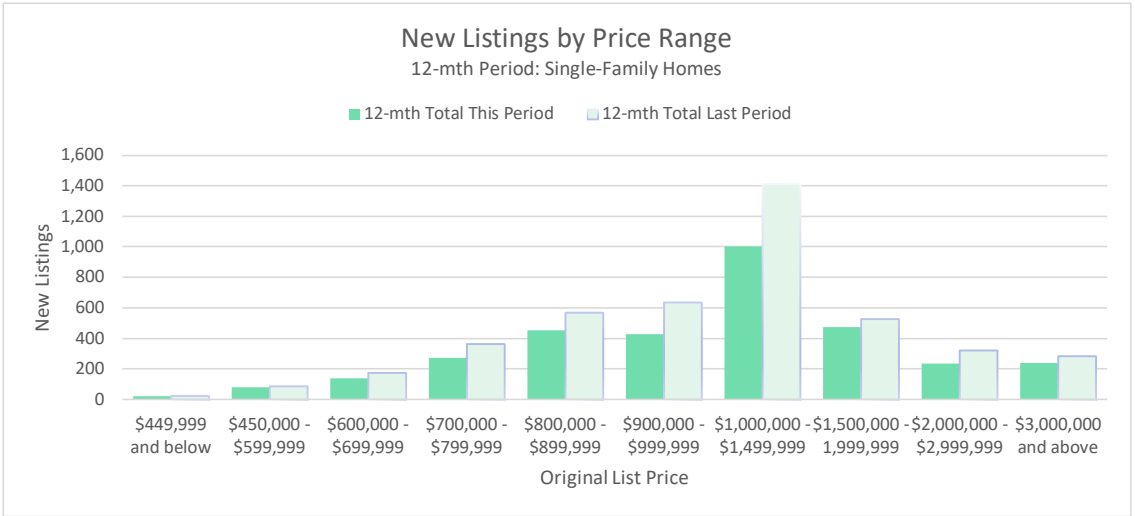 New Listings by Price Range
12-mth Period: Single-Family Homes
12-mth Total This Period 12-mth Total Last Period
1,600
1,400
1,200
1,000
800
600
400
200
0
New Listings
$449,999 $450,000 - $600,000 - $700,000 - $800,000 - $900,000 - $1,000,000 - $1,500,000 - $2,000,000 - $3,000,000
and below $599,999 $699,999 $799,999 $899,999 $999,999 $1,499,999 1,999,999 $2,999,999 and above
Original List Price